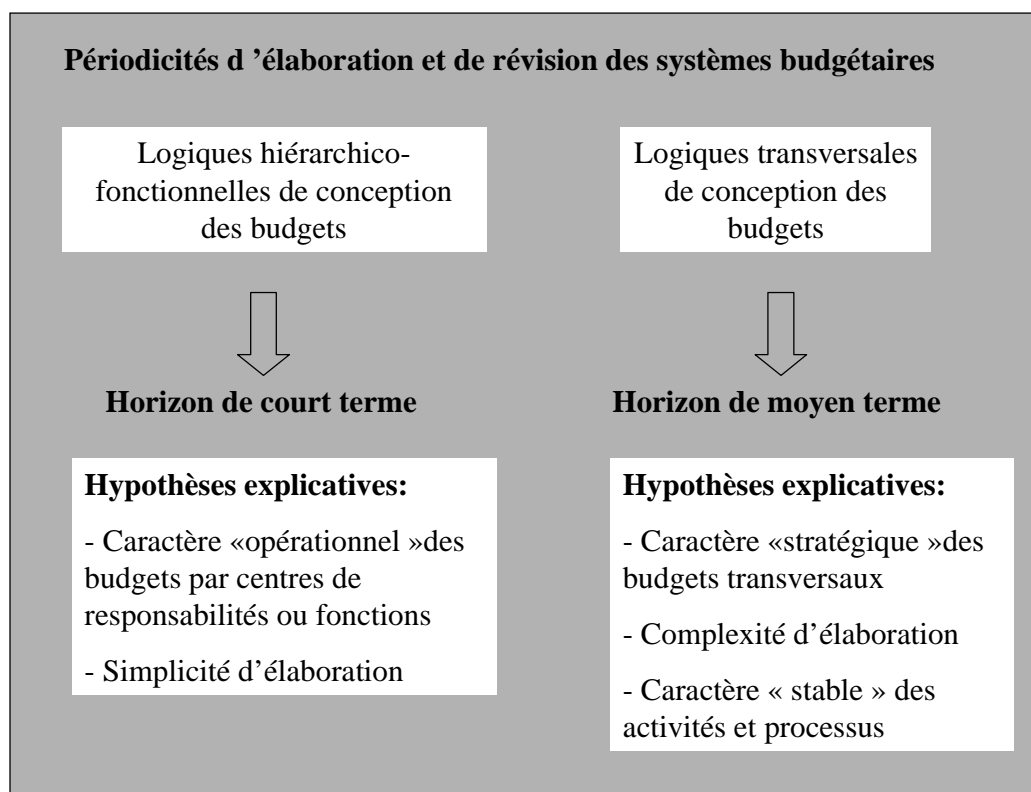 Périodicités d ’élaboration et de révision des systèmes budgétaires
Logiques hiérarchico-
fonctionnelles de conception
des budgets
Logiques transversales
de conception des
budgets
Horizon de court terme
Horizon de moyen terme
Hypothèses explicatives:
- Caractère «opérationnel »des
budgets par centres de
responsabilités ou fonctions
- Simplicité d’élaboration
Hypothèses explicatives:
- Caractère «stratégique »des
budgets transversaux
- Complexité d’élaboration
- Caractère « stable » des
activités et processus